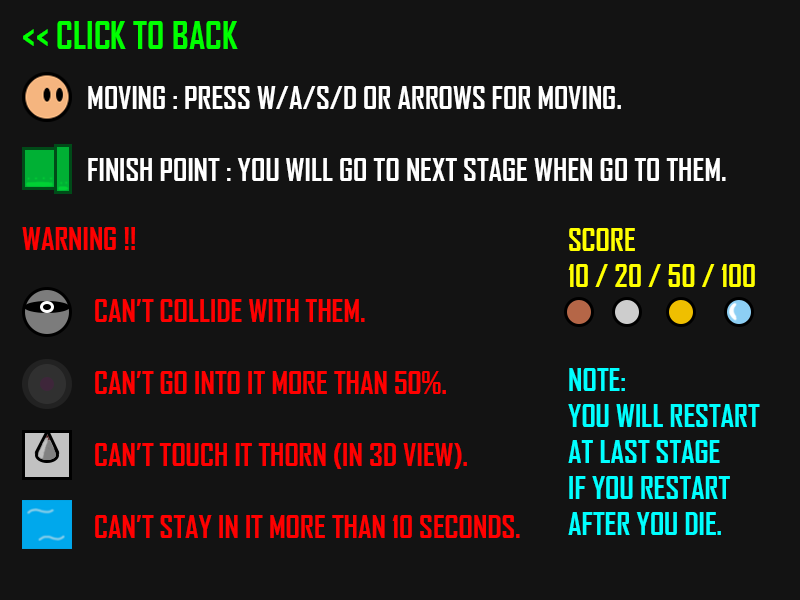 << CLICK TO BACK
MOVING : PRESS W/A/S/D OR ARROWS FOR MOVING.
FINISH POINT : YOU WILL GO TO NEXT STAGE WHEN GO TO THEM.
WARNING !!
CAN'T COLLIDE WITH THEM.
CAN'T GO INTO IT MORE THAN 50%.
CAN'T TOUCH IT THORN (IN 3D VIEW).
CAN'T STAY IN IT MORE THAN 10 SECONDS.
SCORE
10 / 20 / 50 / 100
NOTE:
YOU WILL RESTART
AT LAST STAGE
IF YOU RESTART
AFTER YOU DIE.